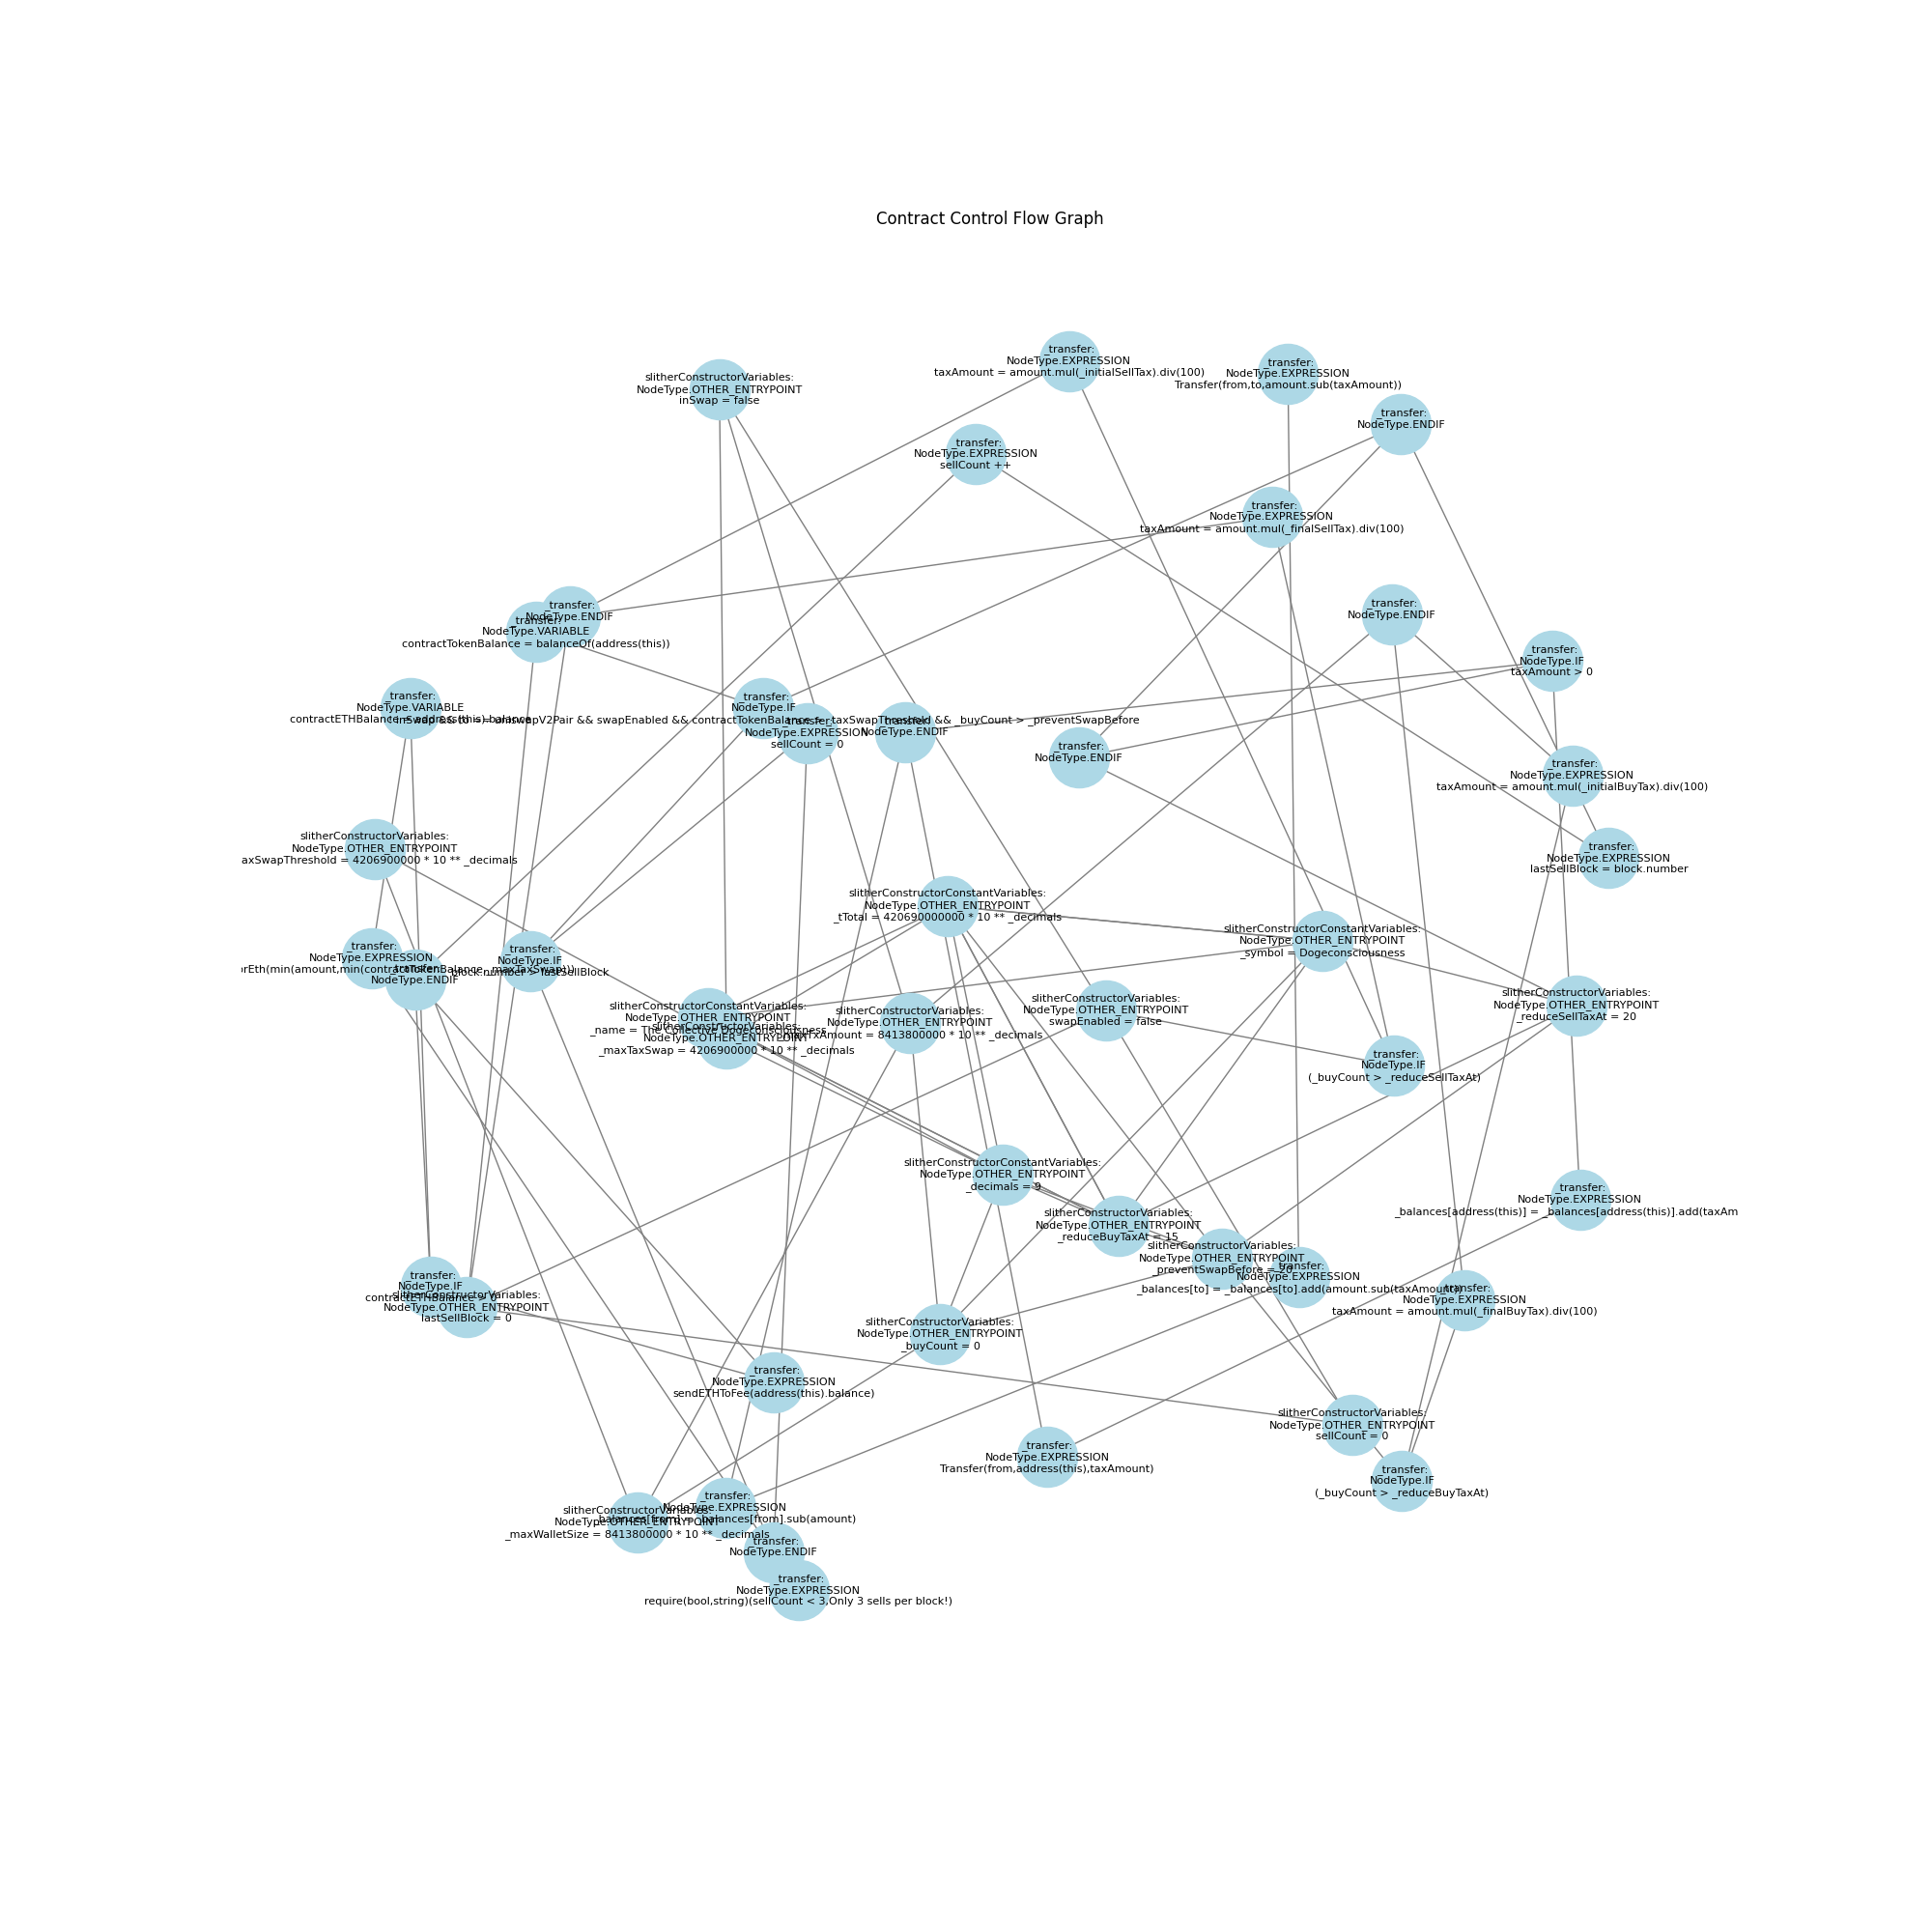 Contract Control Flow Graph
_transfer:
NodeType.EXPRESSION
taxAmount = amount.mul(_initialSellTax).div(100)
_transfer:
NodeType.EXPRESSION
Transfer(from,to,amount.sub(taxAmount))
slitherConstructorVariables:
NodeType.OTHER_ENTRYPOINT
inSwap = false
_transfer:
NodeType.ENDIF
_transfer:
NodeType.EXPRESSION
sellCount ++
_transfer:
NodeType.EXPRESSION
taxAmount = amount.mul(_finalSellTax).div(100)
_transfer:
NodeType.ENDIF
_transfer:
NodeType.VARIABLE
contractTokenBalance = balanceOf(address(this))
_transfer:
NodeType.ENDIF
_transfer:
NodeType.IF
taxAmount > 0
_transfer:
NodeType.VARIABLE
contractETHBalance = address(this).balance
_transfer:
NodeType.IF
inSwap && to == uniswapV2Pair && swapEnabled && contractTokenBalance > _taxSwapThreshold && _buyCount > _preventSwapBefore
_transfer:
NodeType.EXPRESSION
sellCount = 0
_transfer:
NodeType.ENDIF
_transfer:
NodeType.ENDIF
_transfer:
NodeType.EXPRESSION
taxAmount = amount.mul(_initialBuyTax).div(100)
slitherConstructorVariables:
NodeType.OTHER_ENTRYPOINT
axSwapThreshold = 4206900000 * 10 ** _decimals
_transfer:
NodeType.EXPRESSION
lastSellBlock = block.number
slitherConstructorConstantVariables:
NodeType.OTHER_ENTRYPOINT
_tTotal = 420690000000 * 10 ** _decimals
slitherConstructorConstantVariables:
NodeType.OTHER_ENTRYPOINT
_symbol = Dogeconsciousness
_transfer:
NodeType.EXPRESSION
rEth(min(amount,min(contractTokenBalance,_maxTaxSwap)))
_transfer:
NodeType.ENDIF
_transfer:
NodeType.IF
block.number > lastSellBlock
slitherConstructorConstantVariables:
NodeType.OTHER_ENTRYPOINT
_name = The Collective Dogeconsciousness
slitherConstructorVariables:
NodeType.OTHER_ENTRYPOINT
_maxTaxSwap = 4206900000 * 10 ** _decimals
slitherConstructorVariables:
NodeType.OTHER_ENTRYPOINT
_maxTxAmount = 8413800000 * 10 ** _decimals
slitherConstructorVariables:
NodeType.OTHER_ENTRYPOINT
swapEnabled = false
slitherConstructorVariables:
NodeType.OTHER_ENTRYPOINT
_reduceSellTaxAt = 20
_transfer:
NodeType.IF
(_buyCount > _reduceSellTaxAt)
slitherConstructorConstantVariables:
NodeType.OTHER_ENTRYPOINT
_decimals = 9
_transfer:
NodeType.EXPRESSION
_balances[address(this)] = _balances[address(this)].add(taxAm
slitherConstructorVariables:
NodeType.OTHER_ENTRYPOINT
_reduceBuyTaxAt = 15
slitherConstructorVariables:
NodeType.OTHER_ENTRYPOINT
_preventSwapBefore = 20
_transfer:
NodeType.EXPRESSION
_balances[to] = _balances[to].add(amount.sub(taxAmount))
_transfer:
NodeType.IF
contractETHBalance > 0
slitherConstructorVariables:
NodeType.OTHER_ENTRYPOINT
lastSellBlock = 0
_transfer:
NodeType.EXPRESSION
taxAmount = amount.mul(_finalBuyTax).div(100)
slitherConstructorVariables:
NodeType.OTHER_ENTRYPOINT
_buyCount = 0
_transfer:
NodeType.EXPRESSION
sendETHToFee(address(this).balance)
slitherConstructorVariables:
NodeType.OTHER_ENTRYPOINT
sellCount = 0
_transfer:
NodeType.EXPRESSION
Transfer(from,address(this),taxAmount)
_transfer:
NodeType.IF
(_buyCount > _reduceBuyTaxAt)
_transfer:
NodeType.EXPRESSION
_balances[from] = _balances[from].sub(amount)
slitherConstructorVariables:
NodeType.OTHER_ENTRYPOINT
_maxWalletSize = 8413800000 * 10 ** _decimals
_transfer:
NodeType.ENDIF
_transfer:
NodeType.EXPRESSION
require(bool,string)(sellCount < 3,Only 3 sells per block!)